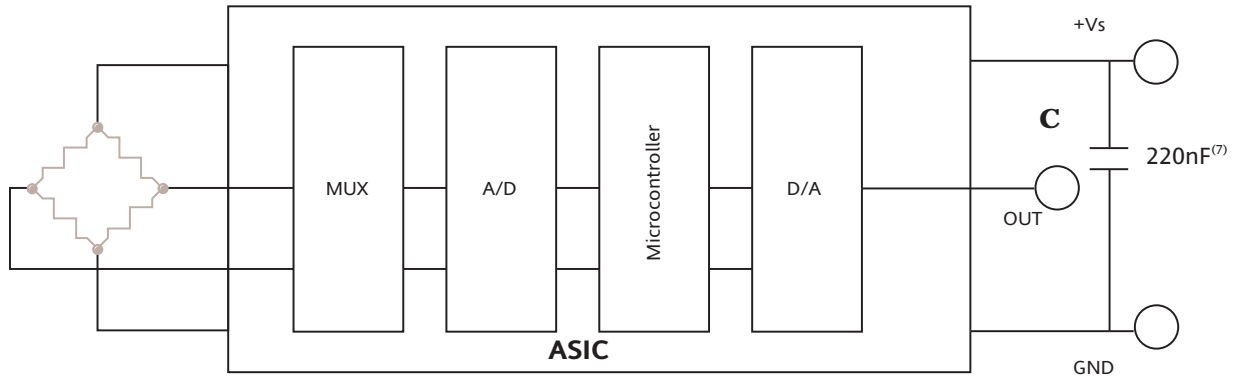 +Vs
C
220nF(7)
MUX
A/D
Microcontroller
D/A
OUT
ASIC
GND